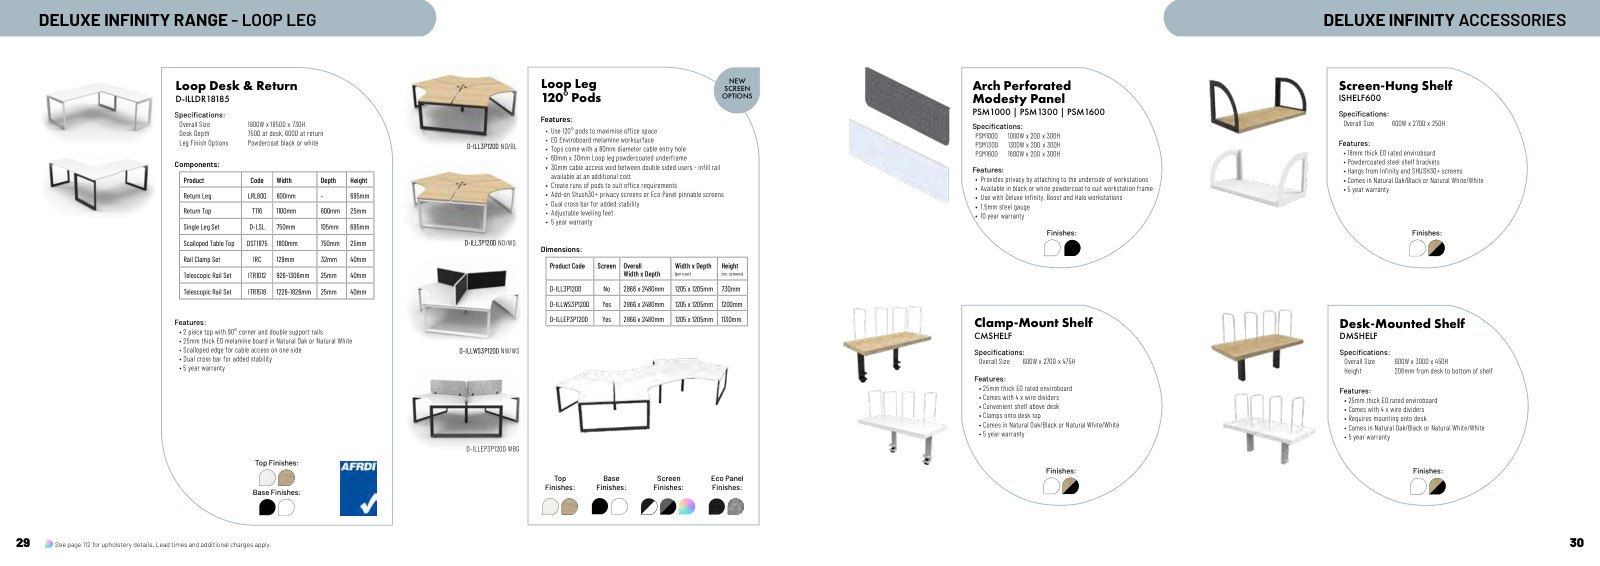 DELUXE INFINITY RANGE - LOOP LEG
Loop Desk & Return
D-ILLDR18185
Specifications:
Overall Size 1800W x 1850D x 730H
Desk Depth 750D at desk, 600D at return
Leg Finish Options Powdercoat black or white
Components:
Product Code Width Depth Height
Return Leg LRL600 600mm - 695mm
Return Top TT16 1100mm 600mm 25mm
Single Leg Set D-LSL 750mm 105mm 695mm
Scalloped Table Top DST1875 1800mm 750mm 25mm
Rail Clamp Set IRC 129mm 32mm 40mm
Telescopic Rail Set ITR1012 926-1306mm 25mm 40mm
Telescopic Rail Set ITR1518 1226-1826mm 25mm 40mm
Features:
• 2 piece top with 90° corner and double support rails
• 25mm thick E0 melamine board in Natural Oak or Natural White
• Scalloped edge for cable access on one side
• Dual cross bar for added stability
• 5 year warranty
Top Finishes:
Base Finishes:
AFRDI
D-ILL3P120D NO/BL
D-ILL3P120D NO/WS
D-ILLWS3P120D NW/WS
D-ILLEP3P120D WBG
Loop Leg
120° Pods
NEW
SCREEN
OPTIONS
Features:
• Use 120° pods to maximise office space
• E0 Enviroboard melamine worksurface
• Tops come with a 80mm diameter cable entry hole
• 60mm x 30mm Loop leg powdercoated underframe
• 30mm cable access void between double sided users - infill rail
available at an additional cost
• Create runs of pods to suit office requirements
• Add-on Shush30+ privacy screens or Eco Panel pinnable screens
• Dual cross bar for added stability
• Adjustable leveling feet
• 5 year warranty
Dimensions:
Product Code Screen Overall Width x Depth Width x Depth (per user) Height (inc. screens)
D-ILL3P120D No 2866 x 2480mm 1205 x 1205mm 730mm
D-ILLWS3P120D Yes 2866 x 2480mm 1205 x 1205mm 1200mm
D-ILLEP3P120D Yes 2866 x 2480mm 1205 x 1205mm 1130mm
Top Finishes:
Base Finishes:
Screen Finishes:
Eco Panel Finishes:
29
See page 112 for upholstery details. Lead times and additional charges apply.
DELUXE INFINITY ACCESSORIES
Arch Perforated
Modesty Panel
PSM1000 | PSM1300 | PSM1600
Specifications:
PSM1000 1000W x 20D x 300H
PSM1300 1300W x 20D x 300H
PSM1600 1600W x 20D x 300H
Features:
• Provides privacy by attaching to the underside of workstations
• Available in black or white powdercoat to suit workstation frame
• Use with Deluxe Infinity, Boost and Halo workstations
• 1.5mm steel gauge
• 10 year warranty
Finishes:
Screen-Hung Shelf
ISHELF600
Specifications:
Overall Size 600W x 270D x 250H
Features:
• 18mm thick E0 rated enviroboard
• Powdercoated steel shelf brackets
• Hangs from Infinity and SHUSH30+ screens
• Comes in Natural Oak/Black or Natural White/White
• 5 year warranty
Finishes:
Clamp-Mount Shelf
CMSHELF
Specifications:
Overall Size 600W x 270D x 475H
Features:
• 25mm thick E0 rated enviroboard
• Comes with 4 x wire dividers
• Convenient shelf above desk
• Clamps onto desk top
• Comes in Natural Oak/Black or Natural White/White
• 5 year warranty
Finishes:
Desk-Mounted Shelf
DMSHELF
Specifications:
Overall Size 600W x 300D x 450H
Height 208mm from desk to bottom of shelf
Features:
• 25mm thick E0 rated enviroboard
• Comes with 4 x wire dividers
• Requires mounting onto desk
• Comes in Natural Oak/Black or Natural White/White
• 5 year warranty
Finishes:
30